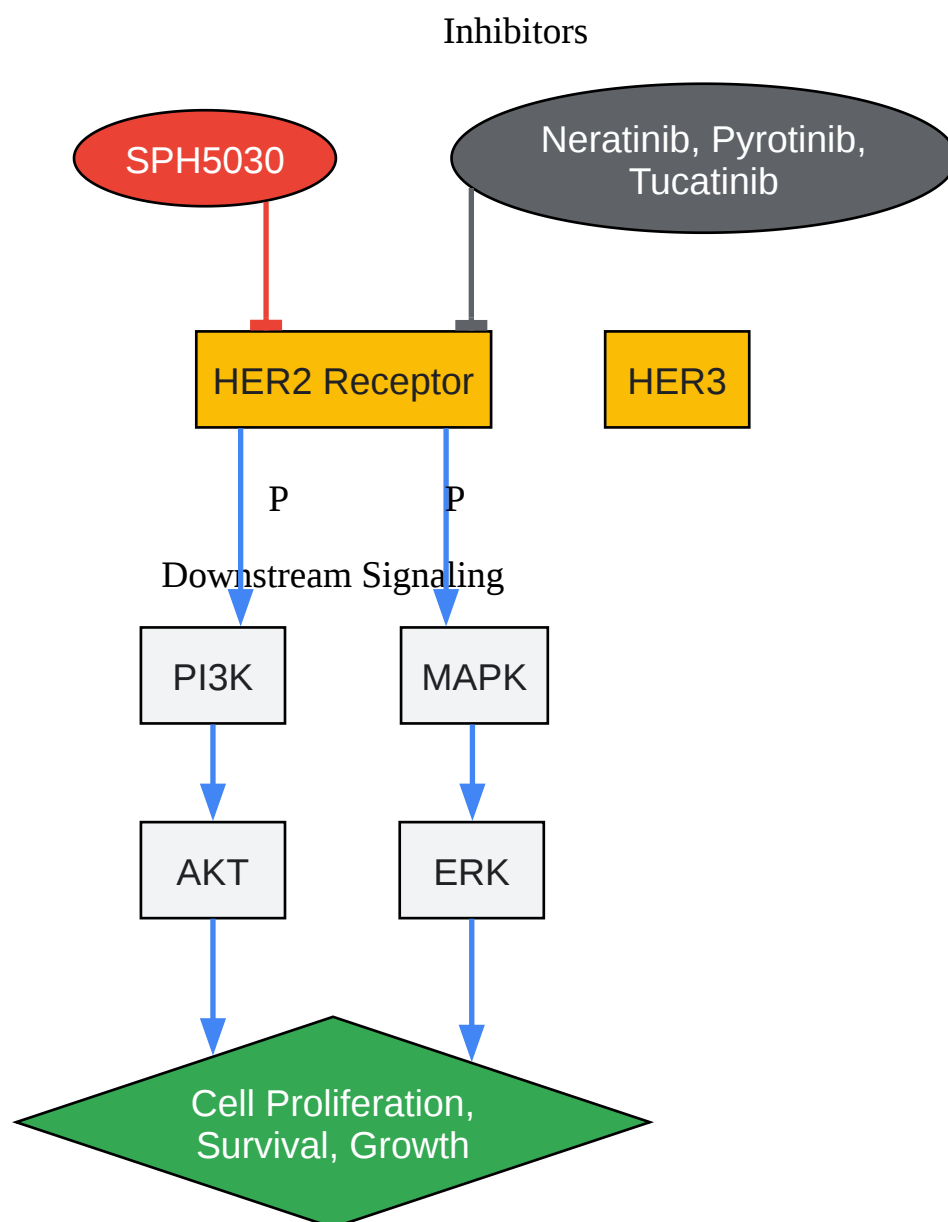 Inhibitors
SPH5030
Neratinib, Pyrotinib,
Tucatinib
HER2 Receptor
HER3
P
P
Downstream Signaling
PI3K
MAPK
AKT
ERK
Cell Proliferation,
Survival, Growth